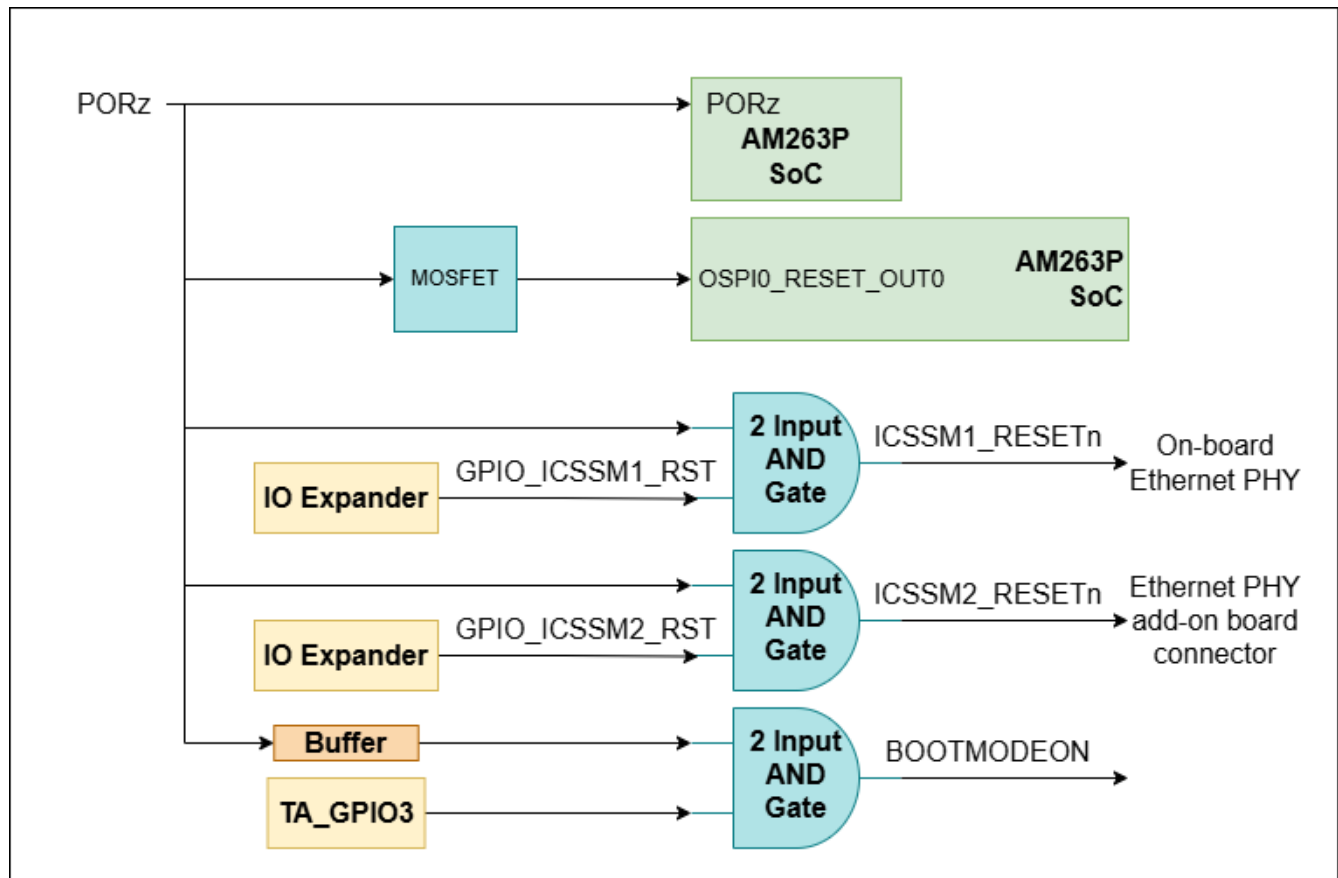 PORz
PORz
AM263P
SoC
MOSFET
OSPI0_RESET_OUT0
AM263P
SoC
2 Input
AND
Gate
ICSSM1_RESETn
On-board
Ethernet PHY
IO Expander
GPIO_ICSSM1_RST
2 Input
AND
Gate
ICSSM2_RESETn
Ethernet PHY
add-on board
connector
IO Expander
GPIO_ICSSM2_RST
Buffer
2 Input
AND
Gate
BOOTMODEON
TA_GPIO3